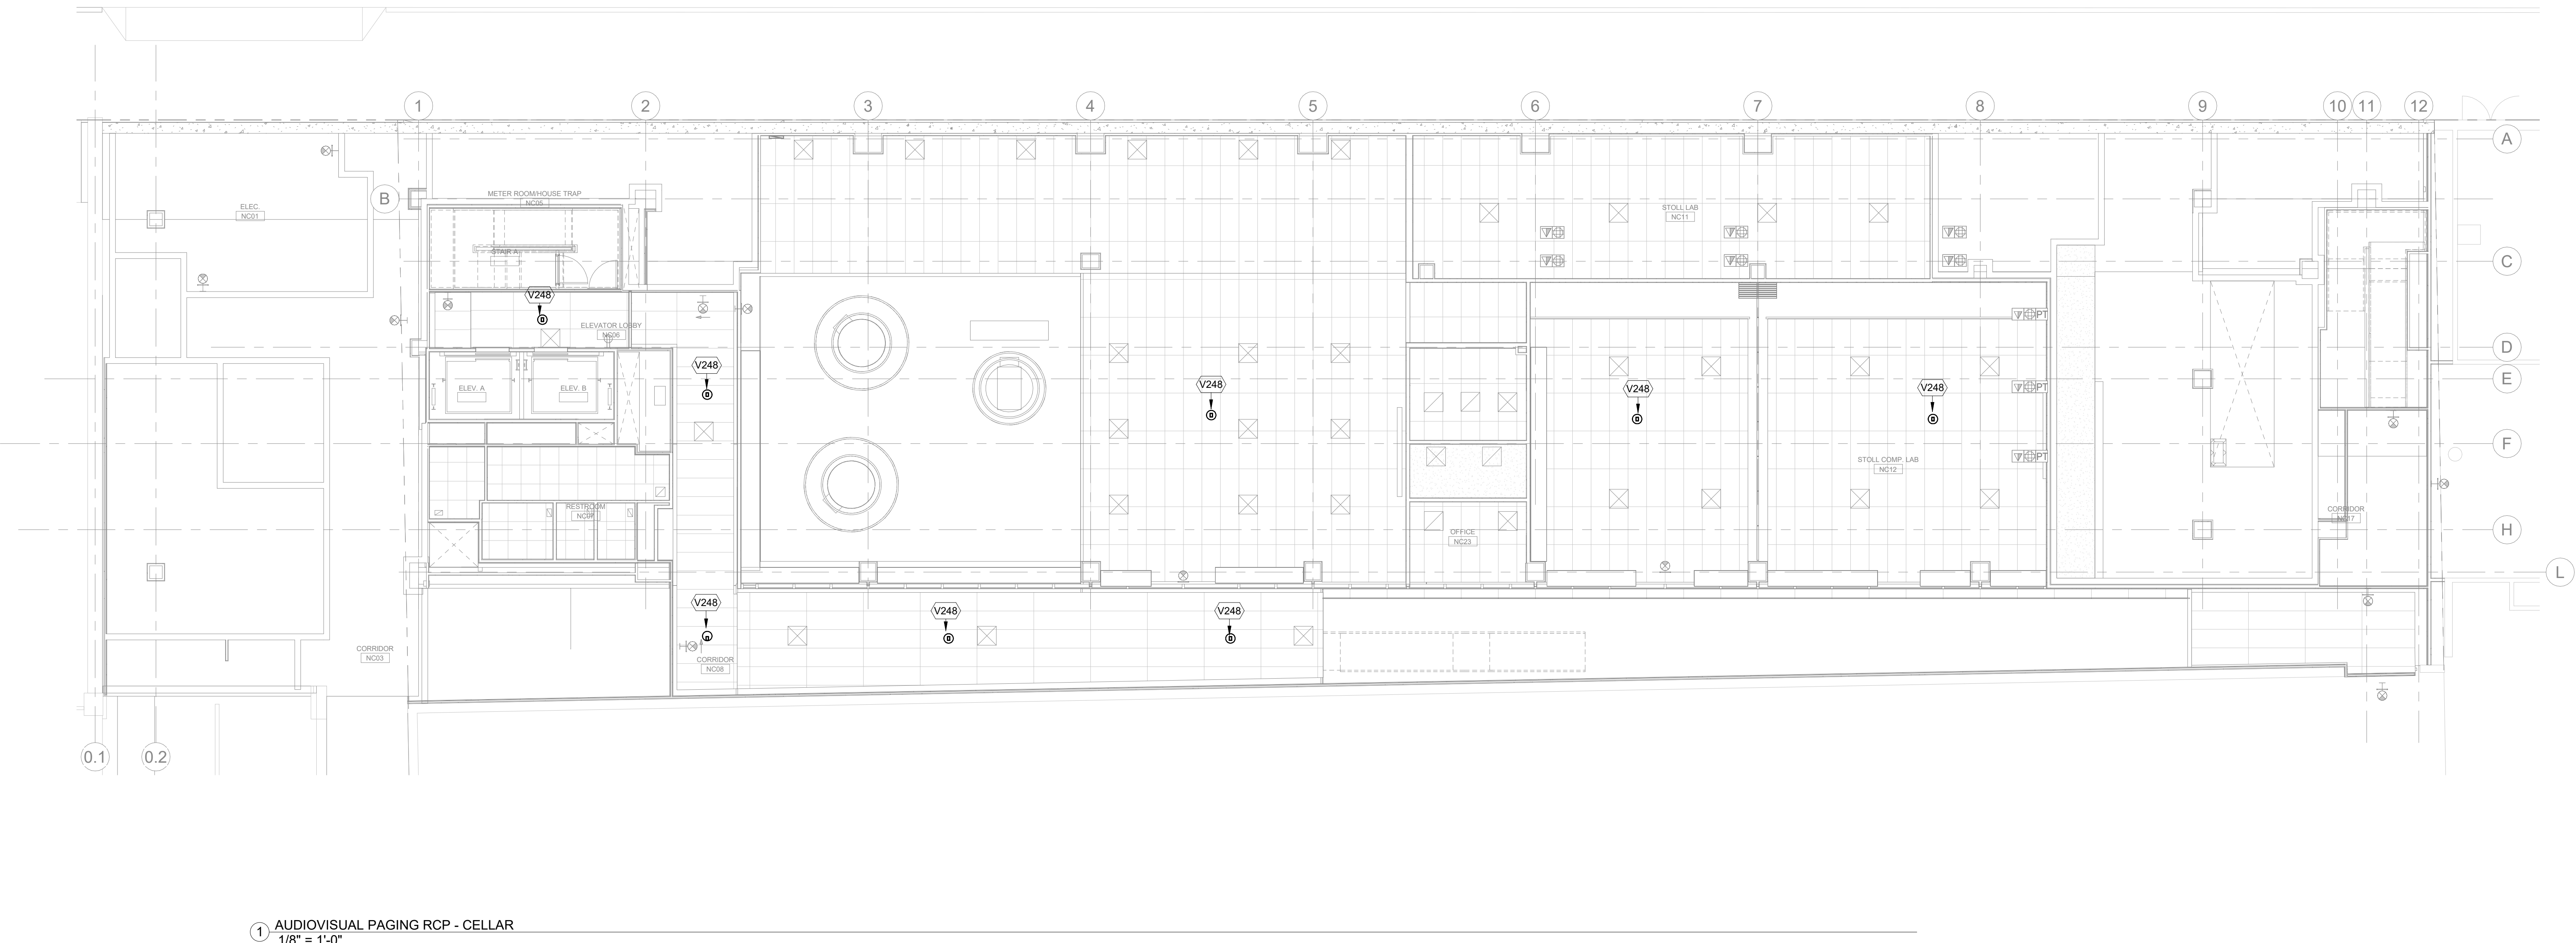 1
2
3
4
5
6
7
8
9
10
11
12
A
B
C
D
E
F
H
L
0.1
0.2
ELEC.
NC01
METER ROOM/HOUSE TRAP
NC05
STAIR A
ELEVATOR LOBBY
NC06
ELEV. A
ELEV. B
RESTROOM
NC07
CORRIDOR
NC03
CORRIDOR
NC08
STOLL LAB
NC11
STOLL COMP. LAB
NC12
OFFICE
NC23
CORRIDOR
V248
V248
V248
V248
V248
V248
V248
V248
PT
PT
PT
1
AUDIOVISUAL PAGING RCP - CELLAR
1/8" = 1'-0"